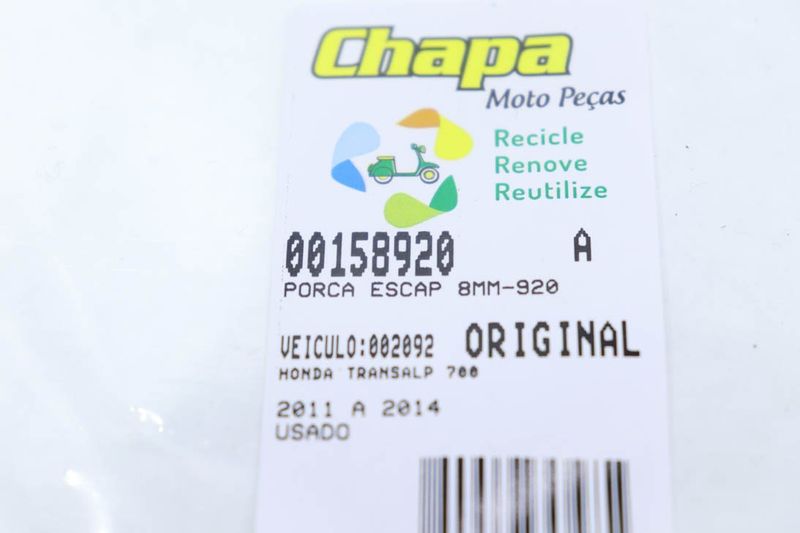 Chapa
Moto Peças
Recicle
Renove
Reutilize
00158920 A
PORCA ESCAP 8MM-920
VEICULO:002092 ORIGINAL
HONDA TRANSALP 700
2011 A 2014
USADO